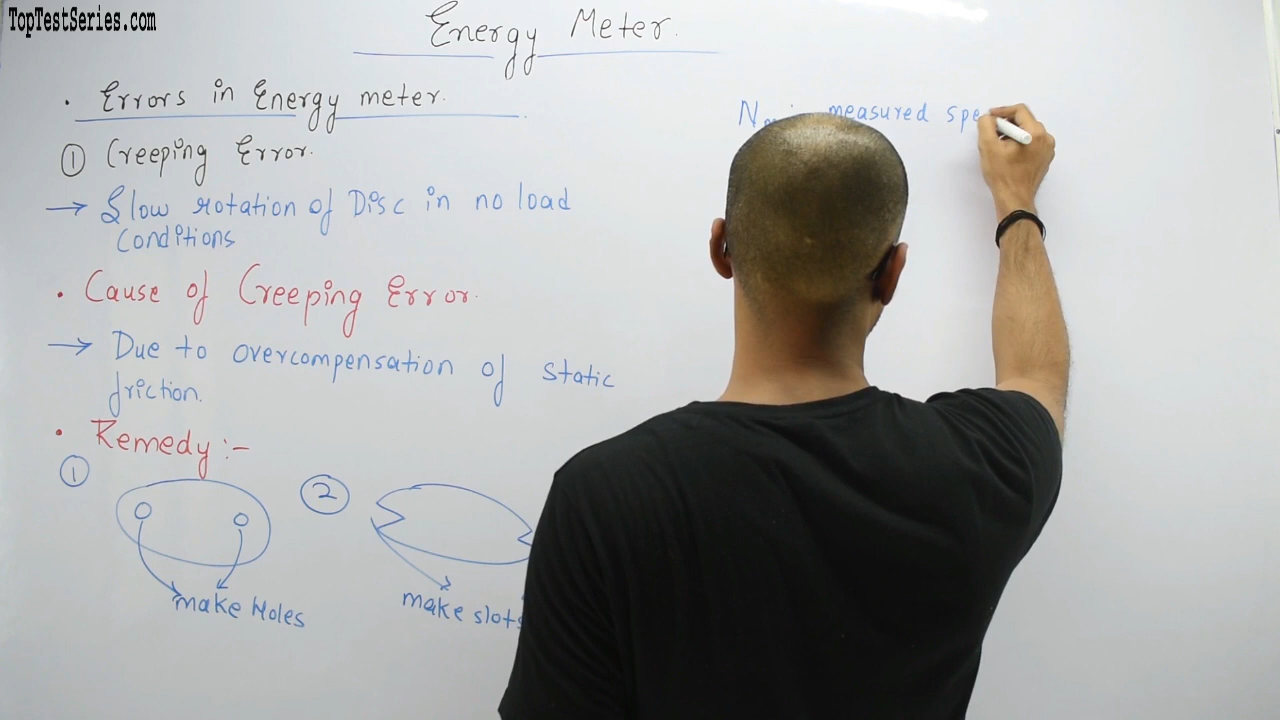 TopTestSeries.com
Energy Meter.
· Errors in Energy meter.
① Creeping Error.
→ Slow rotation of Disc in no load
conditions
· Cause of Creeping Error.
→ Due to overcompensation of static
friction.
· Remedy :-
①
②
make Holes
make slots
measured spe